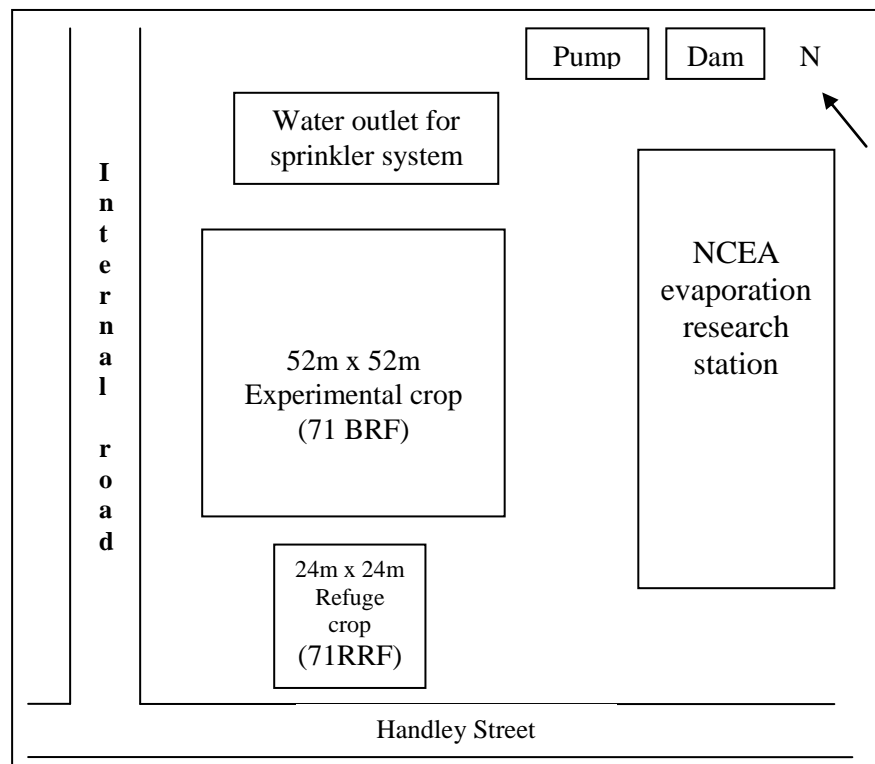 Pump
Dam
N
Water outlet for
sprinkler system
Internal road
NCEA
evaporation
research
station
52m x 52m
Experimental crop
(71 BRF)
24m x 24m
Refuge
crop
(71RRF)
Handley Street